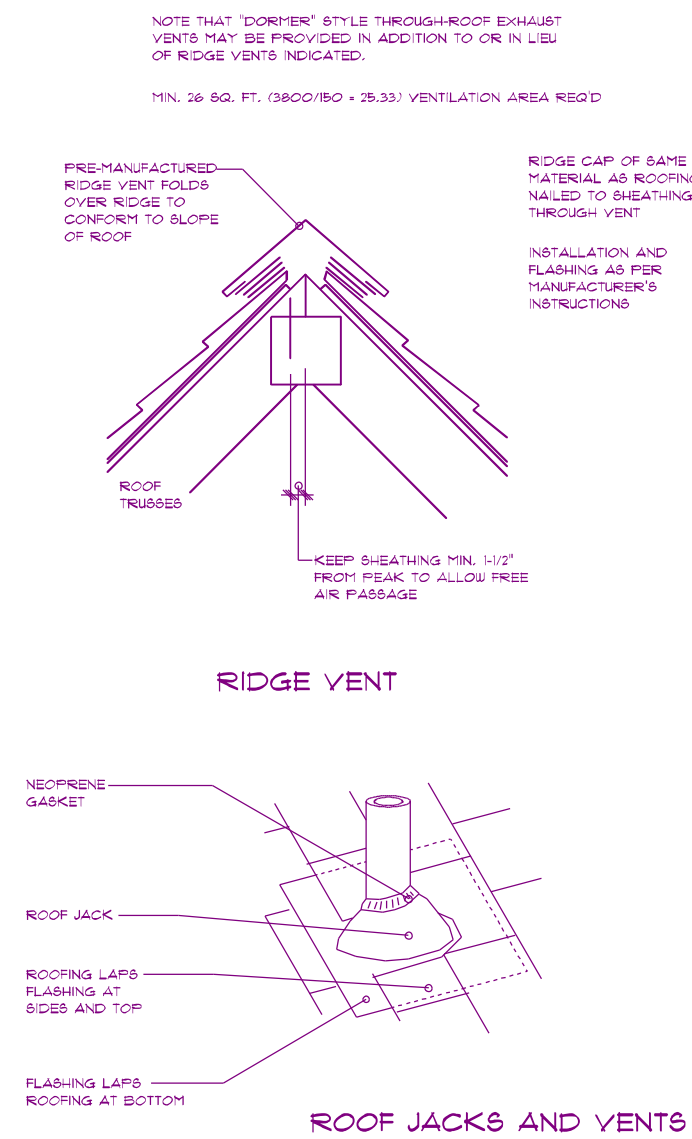 NOTE THAT "DORMER" STYLE THROUGH-ROOF EXHAUST
VENTS MAY BE PROVIDED IN ADDITION TO OR IN LIEU
OF RIDGE VENTS INDICATED.
MIN. 26 SQ. FT. (3800/150 = 25.33) VENTILATION AREA REQ'D
PRE-MANUFACTURED
RIDGE VENT FOLDS
OVER RIDGE TO
CONFORM TO SLOPE
OF ROOF
RIDGE CAP OF SAME
MATERIAL AS ROOFING
NAILED TO SHEATHING
THROUGH VENT
INSTALLATION AND
FLASHING AS PER
MANUFACTURER'S
INSTRUCTIONS
ROOF
TRUSSES
KEEP SHEATHING MIN. 1-1/2"
FROM PEAK TO ALLOW FREE
AIR PASSAGE
RIDGE VENT
NEOPRENE
GASKET
ROOF JACK
ROOFING LAPS
FLASHING AT
SIDES AND TOP
FLASHING LAPS
ROOFING AT BOTTOM
ROOF JACKS AND VENTS